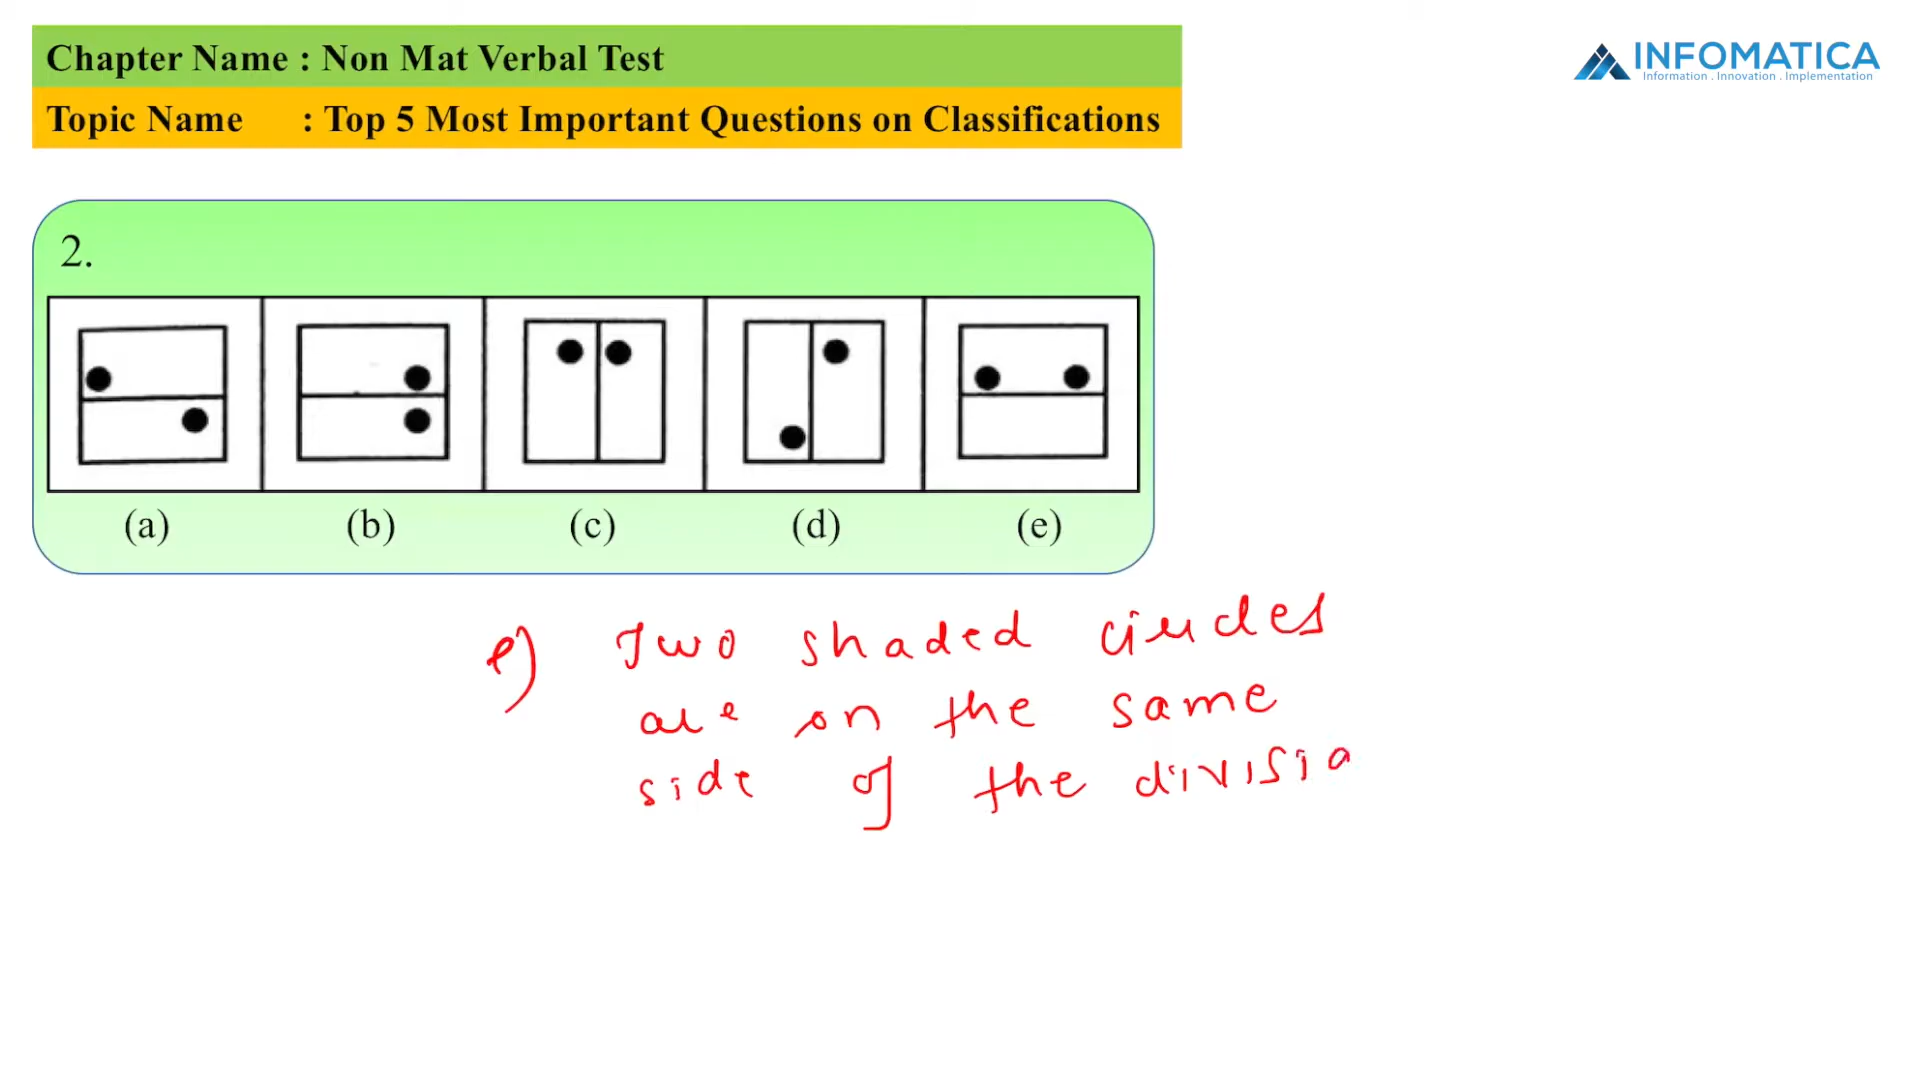 Chapter Name : Non Mat Verbal Test
INFOMATICA
Information . Innovation . Implementation
Topic Name : Top 5 Most Important Questions on Classifications
2.
(a) (b) (c) (d) (e)
e) Two shaded circles
are on the same
side of the divisio